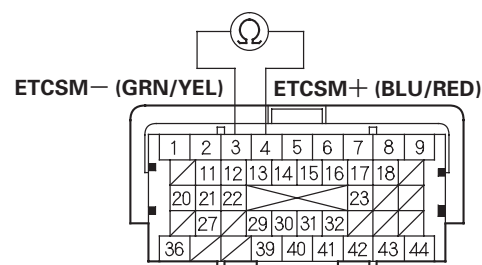 Ω
ETCSM− (GRN/YEL) ETCSM+ (BLU/RED)
1 2 3 4 5 6 7 8 9
11 12 13 14 15 16 17 18
20 21 22 23
27 29 30 31 32
36 39 40 41 42 43 44